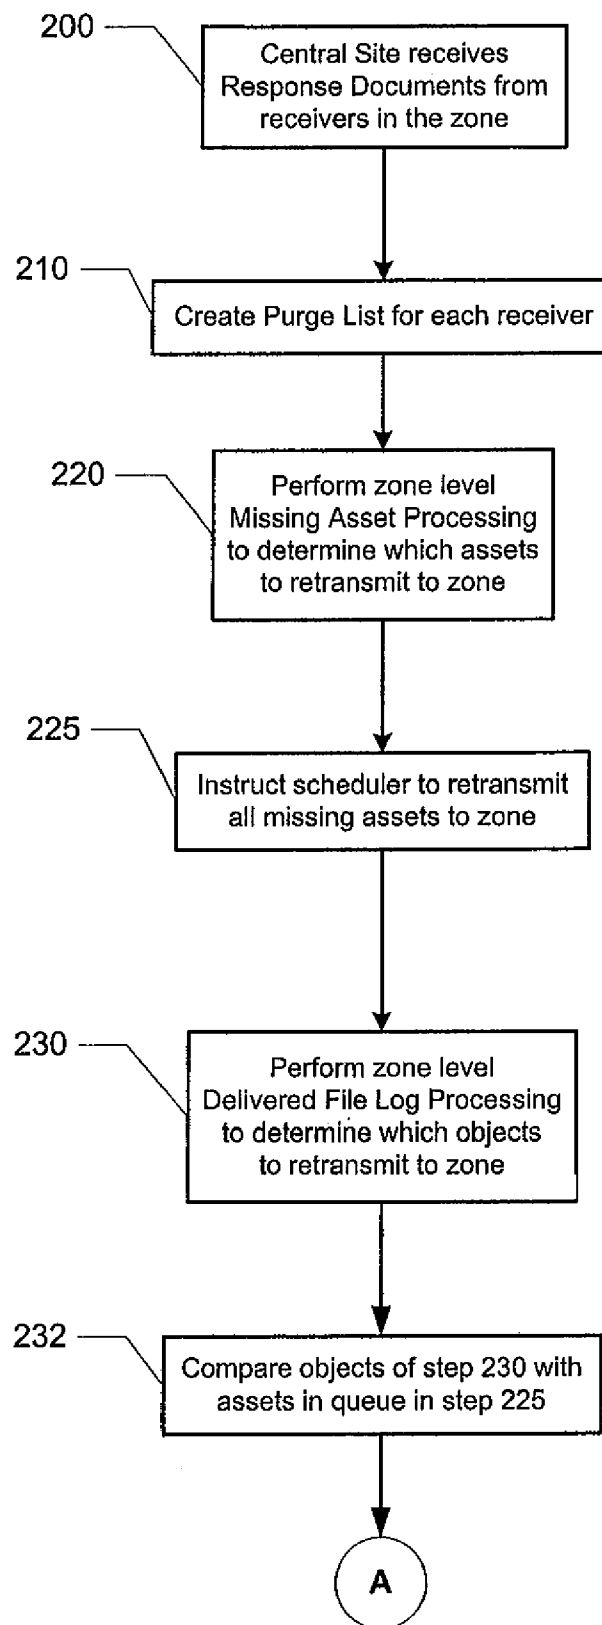 200
Central Site receives
Response Documents from
receivers in the zone
210
Create Purge List for each receiver
220
Perform zone level
Missing Asset Processing
to determine which assets
to retransmit to zone
225
Instruct scheduler to retransmit
all missing assets to zone
230
Perform zone level
Delivered File Log Processing
to determine which objects
to retransmit to zone
232
Compare objects of step 230 with
assets in queue in step 225
A